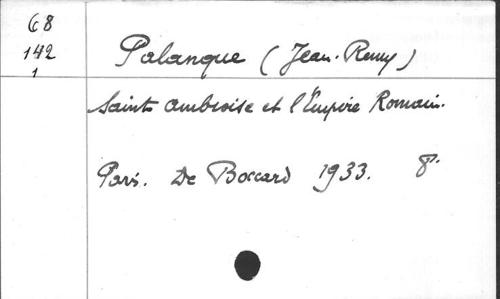 68
142
1
Palanque (Jean-Remy)
Saint ambroise et l'Empire Romain.
Paris. De Boccard 1933. 8°.